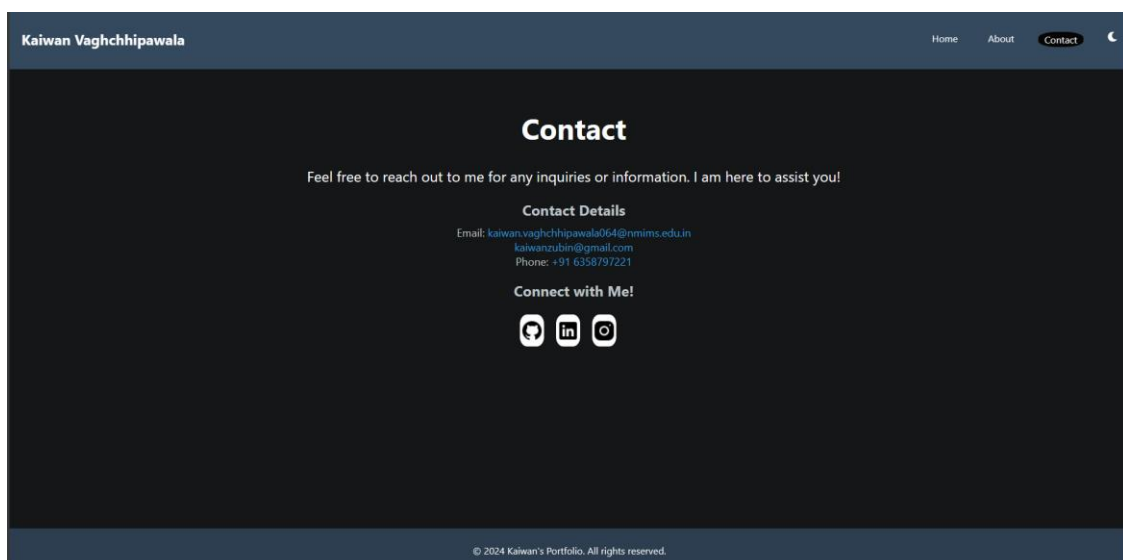 Kaiwan Vaghchhipawala
Home About Contact
Contact
Feel free to reach out to me for any inquiries or information. I am here to assist you!
Contact Details
Email: kaiwan.vaghchhipawala064@nmims.edu.in
kaiwanzubin@gmail.com
Phone: +91 6358797221
Connect with Me!
in
© 2024 Kaiwan's Portfolio. All rights reserved.